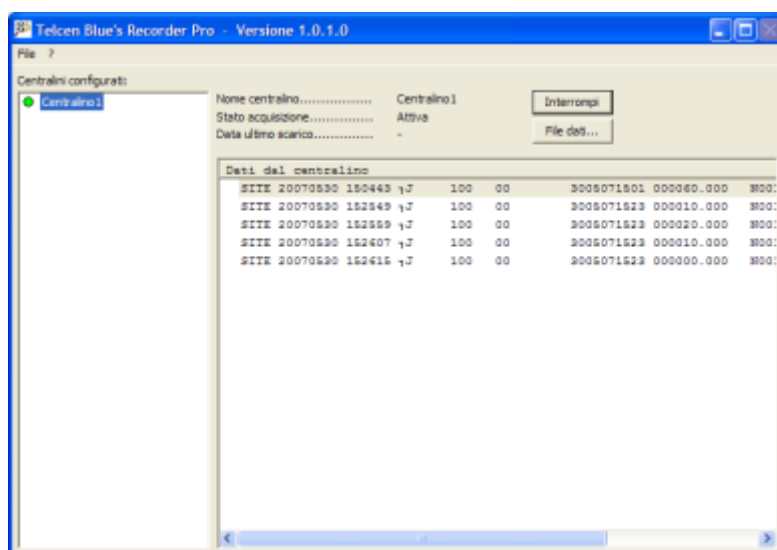 Telcen Blue's Recorder Pro - Versione 1.0.1.0
File ?
Centralini configurati:
Centralino1
Nome centralino.................. Centralino1
Interrompi
Stato acquisizione............... Attiva
Data ultimo scarico............... -
File dati...
Dati dal centralino
SITE 20070530 150443 ┐J 100 00 3005071501 000060.000
SITE 20070530 152549 ┐J 100 00 3005071523 000010.000
SITE 20070530 152559 ┐J 100 00 3005071523 000020.000
SITE 20070530 152607 ┐J 100 00 3005071523 000010.000
SITE 20070530 152615 ┐J 100 00 3005071523 000000.000